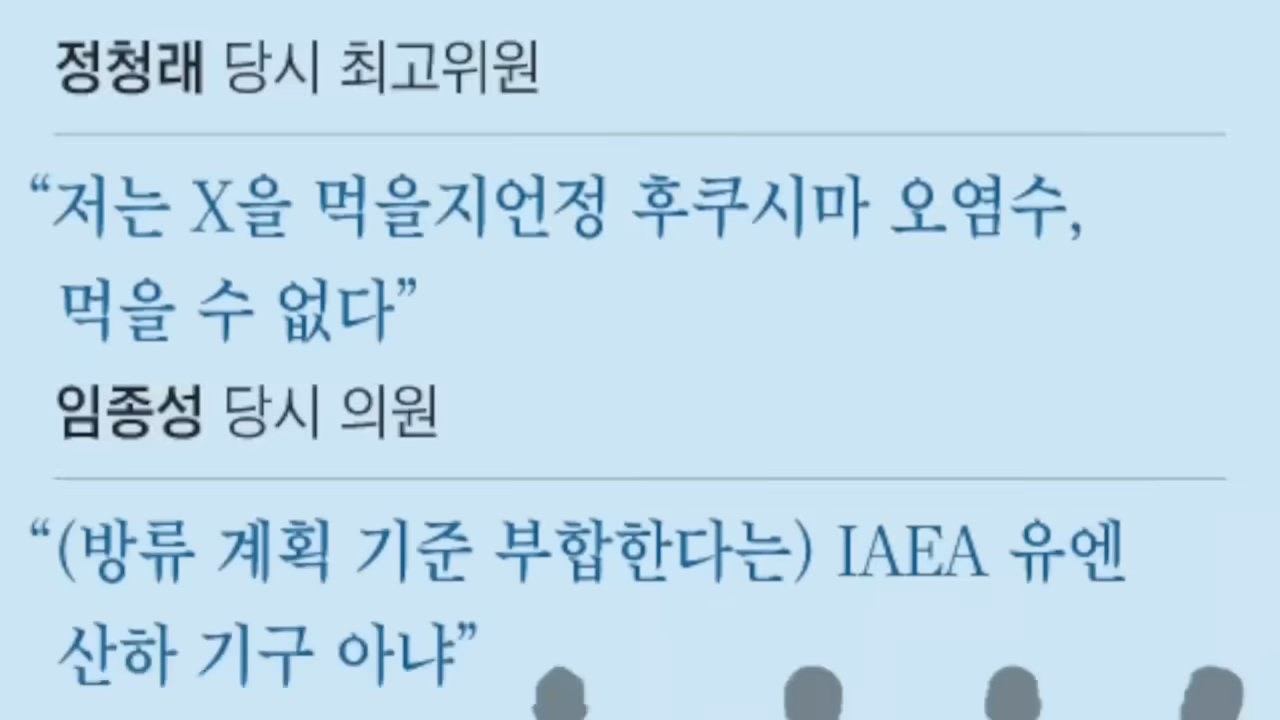 정청래 당시 최고위원
“저는 X을 먹을지언정 후쿠시마 오염수,
먹을 수 없다”
임종성 당시 의원
“(방류 계획 기준 부합한다는) IAEA 유엔
산하 기구 아냐”